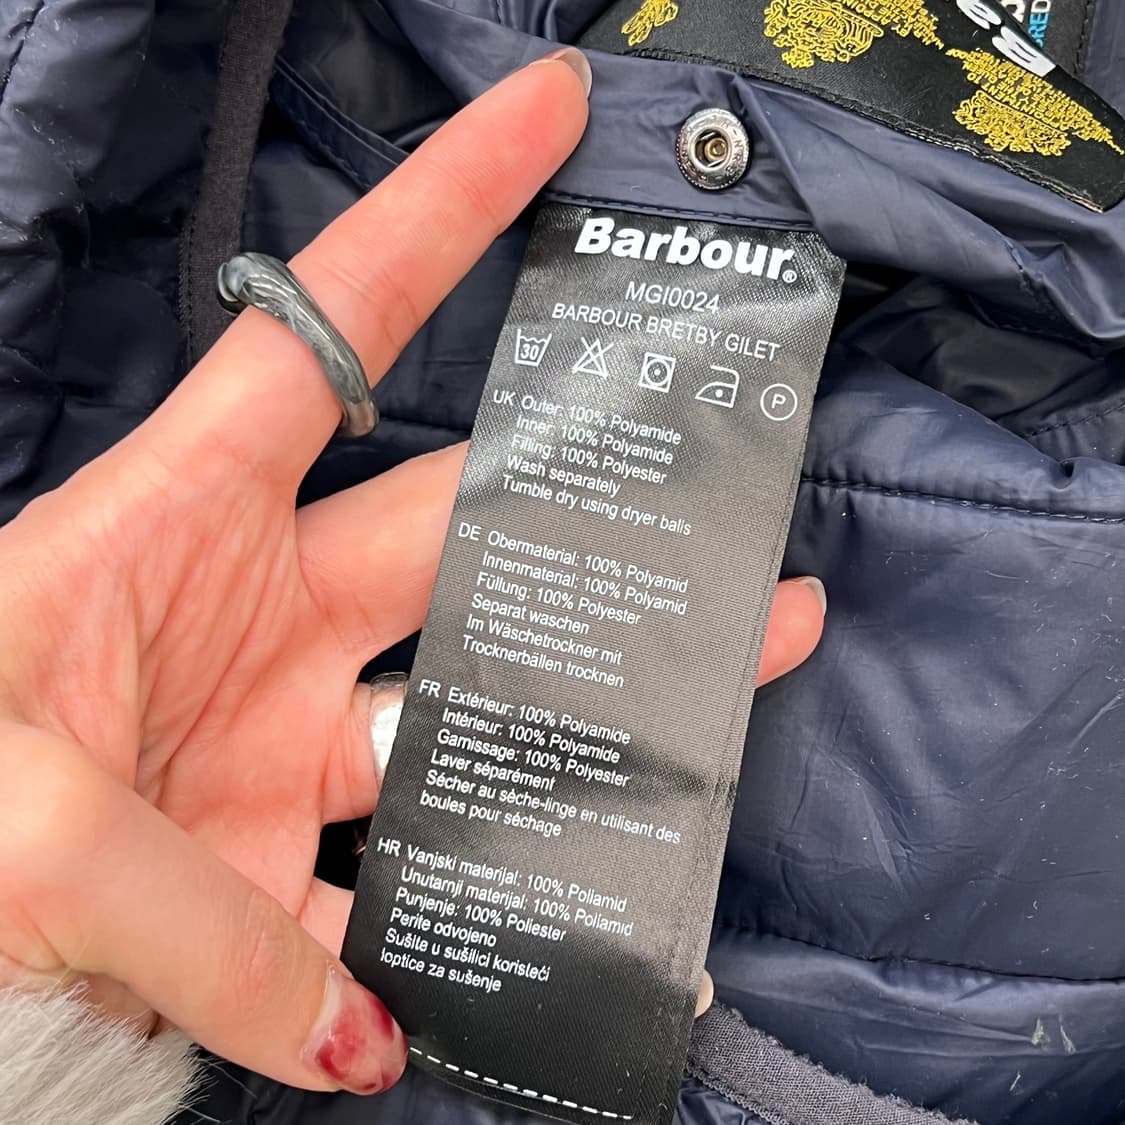 Barbour®
MGI0024
BARBOUR BRETBY GILET
30
P
UK Outer: 100% Polyamide
Inner: 100% Polyamide
Filling: 100% Polyester
Wash separately
Tumble dry using dryer balls
DE Obermaterial: 100% Polyamid
Innenmaterial: 100% Polyamid
Füllung: 100% Polyester
Separat waschen
Im Wäschetrockner mit
Trocknerbällen trocknen
FR Extérieur: 100% Polyamide
Intérieur: 100% Polyamide
Garnissage: 100% Polyester
Laver séparément
Sécher au sèche-linge en utilisant des
boules pour séchage
HR Vanjski materijal: 100% Poliamid
Unutarnji materijal: 100% Poliamid
Punjenje: 100% Poliester
Perite odvojeno
Sušite u sušilici koristeći
loptice za sušenje